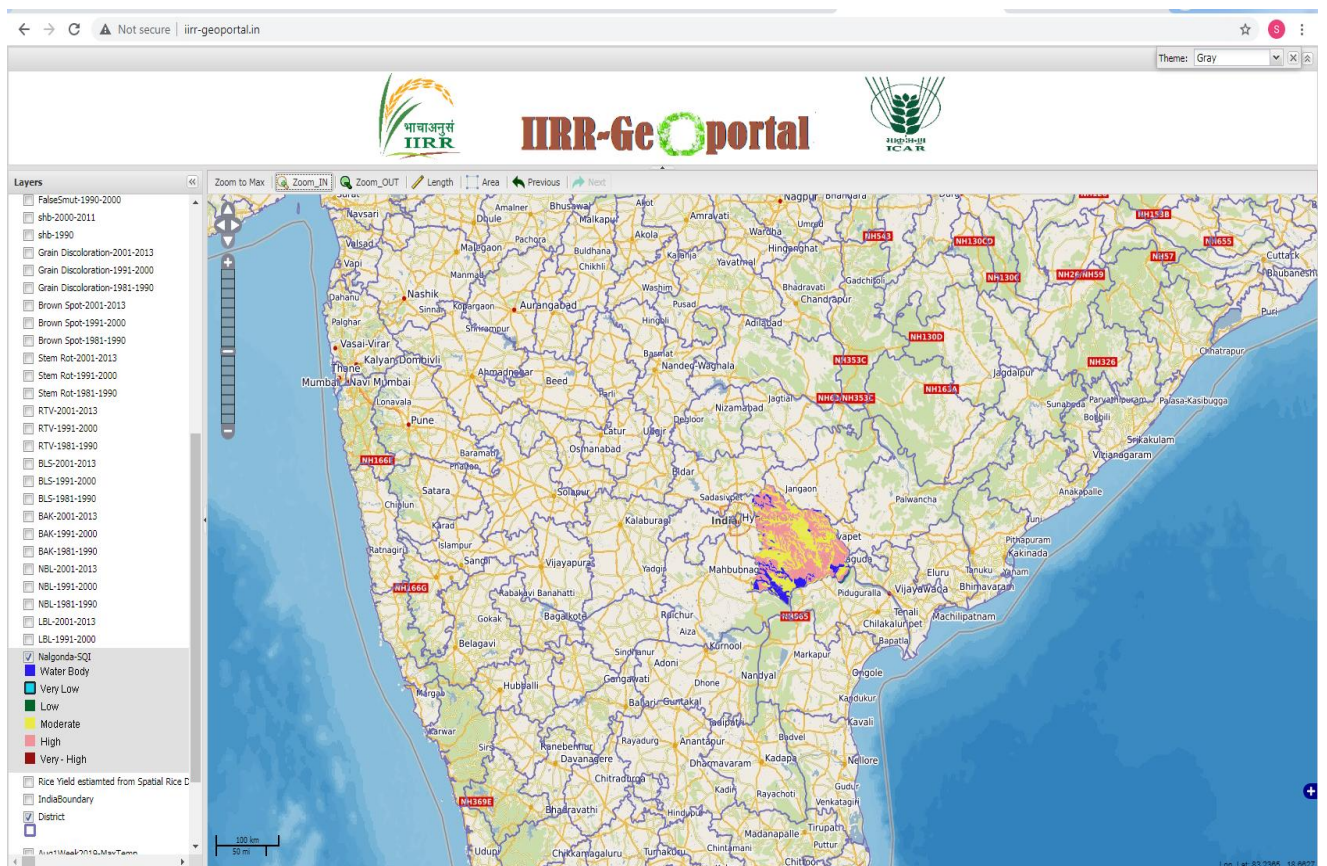 Not secure | iirr-geoportal.in
S
Theme: Gray
भाचाअनुसं
IIRR
IIRR-Geoportal
भाकृअनुप
ICAR
Layers
Zoom to Max
Zoom_IN
Zoom_OUT
Length
Area
Previous
Next
FalseSmut-1990-2000
shb-2000-2011
shb-1990
Grain Discoloration-2001-2013
Grain Discoloration-1991-2000
Grain Discoloration-1981-1990
Brown Spot-2001-2013
Brown Spot-1991-2000
Brown Spot-1981-1990
Stem Rot-2001-2013
Stem Rot-1991-2000
Stem Rot-1981-1990
RTV-2001-2013
RTV-1991-2000
RTV-1981-1990
BLS-2001-2013
BLS-1991-2000
BLS-1981-1990
BAK-2001-2013
BAK-1991-2000
BAK-1981-1990
NBL-2001-2013
NBL-1991-2000
NBL-1981-1990
LBL-2001-2013
LBL-1991-2000
Nalgonda-SQI
Water Body
Very Low
Low
Moderate
High
Very - High
Rice Yield estiamted from Spatial Rice D
IndiaBoundary
District
Aug1Week2019-MaxTemp
Navsari
Dhule
Amalner
Bhusawal
Malkapur
Akot
Amravati
Nagpur
Bhandara
NH153B
Valsad
Malegaon
Pachora
Buldhana
Akola
Wardha
Umred
NH543
NH130CD
NH655
Vapi
Manmad
Chikhli
Karanja
Yavatmal
Hinganghat
NH57
Cuttack
Gadchiroli
NH130C
NH26/NH59
Bhubanesh
Dahanu
Nashik
Washim
Bhadravati
Sinnar
Kopargaon
Aurangabad
Pusad
Chandrapur
Puri
Palghar
Shrirampur
Hingoli
Adilabad
NH130D
Vasai-Virar
Basmat
Chhatrapur
Thane
Kalyan-Dombivli
Ahmadnagar
Nanded-Waghala
NH353C
NH326
Mumbai
Navi Mumbai
Beed
Jagdalpur
Lonavala
Parli
Jagtial
NH63/NH353C
NH163A
Sunabeda
Parvathipuram
Palasa-Kasibugga
Pune
Degloor
Nizamabad
Bobbili
Latur
Udgir
Srikakulam
Baramati
Osmanabad
Vizianagaram
NH166E
Phaltan
Bidar
Satara
Solapur
Sadasivpet
Jangaon
Palwancha
Anakapalle
Chiplun
Kalaburagi
India
Hy
Tuni
Karad
Pithapuram
Ratnagiri
Islampur
Kakinada
Sangli
Vijayapura
Yadgir
Mahbubnag
Eluru
Tanuku
Yanam
NH166G
Rabakavi Banahatti
Piduguralla
Vijayawada
Bhimavaram
Gokak
Bagalkote
Raichur
NH565
Tenali
Machilipatnam
Aiza
Chilakalurpet
Belagavi
Sindhanur
Kurnool
Bapatla
Adoni
Markapur
Gangawati
Dhone
Nandyal
Ongole
Margao
Hubballi
Kandukur
Ballari
Guntakal
Karwar
Tadipatri
Kavali
Sirsi
Ranebennur
Rayadurg
Anantapur
Badvel
Davanagere
Dharmavaram
Kadapa
Nellore
Chitradurga
Kadiri
Gudur
NH369E
Bhadravathi
Hindupur
Rayachoti
Venkatagiri
Madanapalle
Tirupati
Udupi
Chikkamagaluru
Tumakuru
Chintamani
Puttur
Chittoor
100 km
50 mi